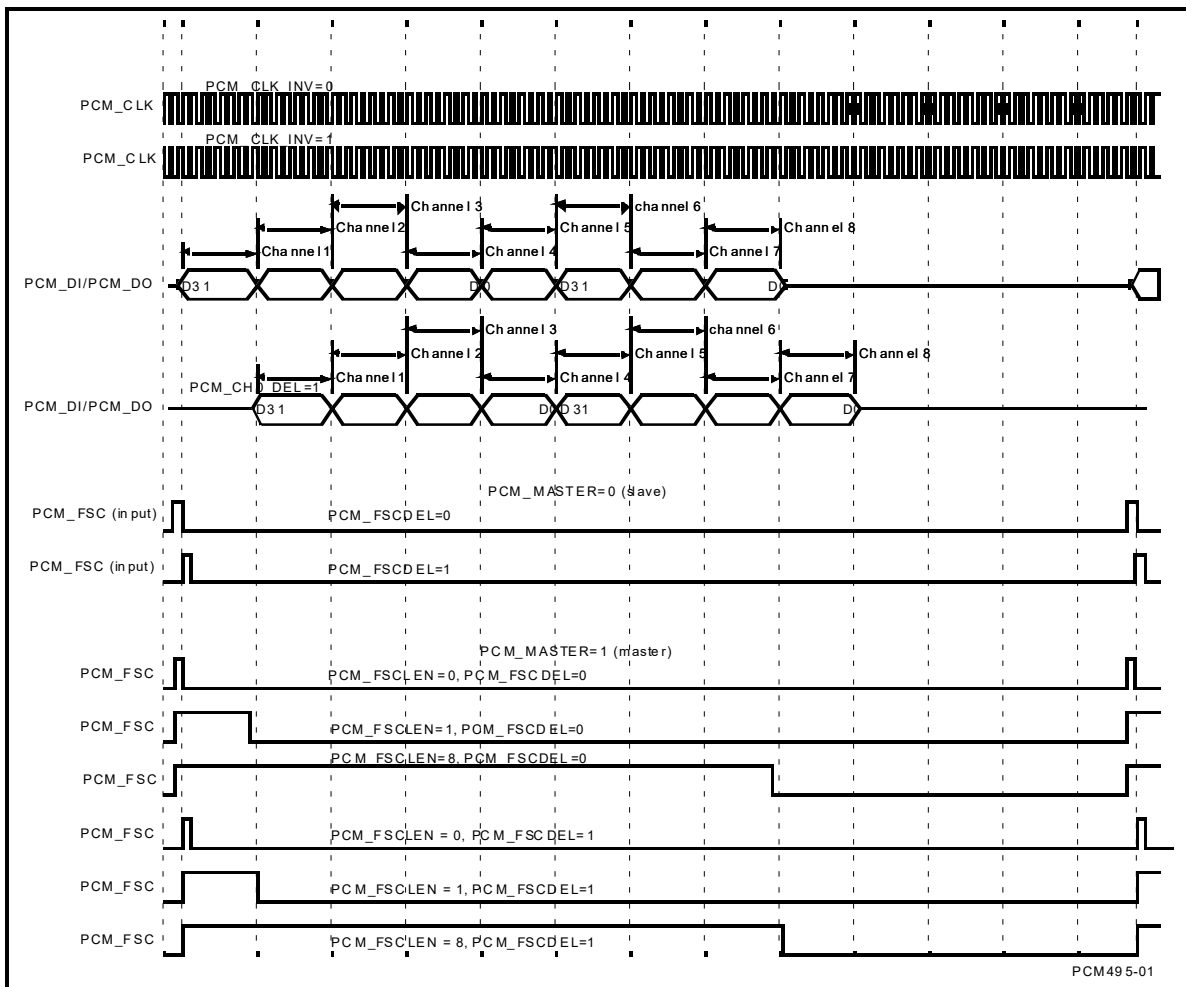 PCM_CLK_INV=0
PCM_CLK
PCM_CLK_INV=1
PCM_CLK
Channel 3
channel 6
Channel 2
Channel 5
Channel 8
Channel 1
Channel 4
Channel 7
PCM_DI/PCM_DO
D31
D0
D31
D0
Channel 3
channel 6
Channel 2
Channel 5
Channel 8
PCM_CH0_DEL=1
Channel 1
Channel 4
Channel 7
PCM_DI/PCM_DO
D31
D0
D31
D0
PCM_MASTER=0 (slave)
PCM_FSC (input)
PCM_FSCDEL=0
PCM_FSC (input)
PCM_FSCDEL=1
PCM_MASTER=1 (master)
PCM_FSC
PCM_FSCLEN=0, PCM_FSCDEL=0
PCM_FSC
PCM_FSCLEN=1, PCM_FSCDEL=0
PCM_FSCLEN=8, PCM_FSCDEL=0
PCM_FSC
PCM_FSC
PCM_FSCLEN = 0, PCM_FSCDEL=1
PCM_FSC
PCM_FSCLEN = 1, PCM_FSCDEL=1
PCM_FSC
PCM_FSCLEN = 8, PCM_FSCDEL=1
PCM495-01